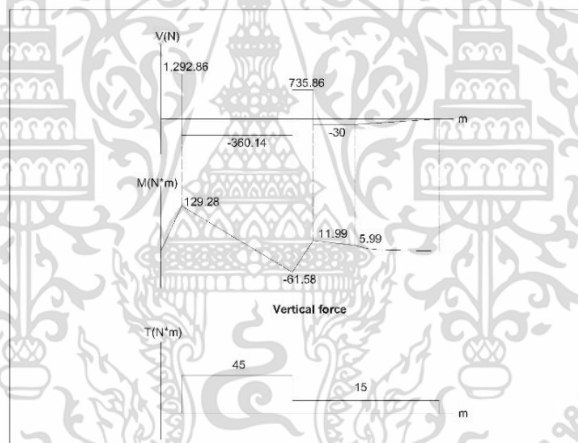 V(N)
1,292.86
735.86
m
-30
-360.14
M(N*m)
129.28
11.99
5.99
-61.58
Vertical force
T(N*m)
45
15
m